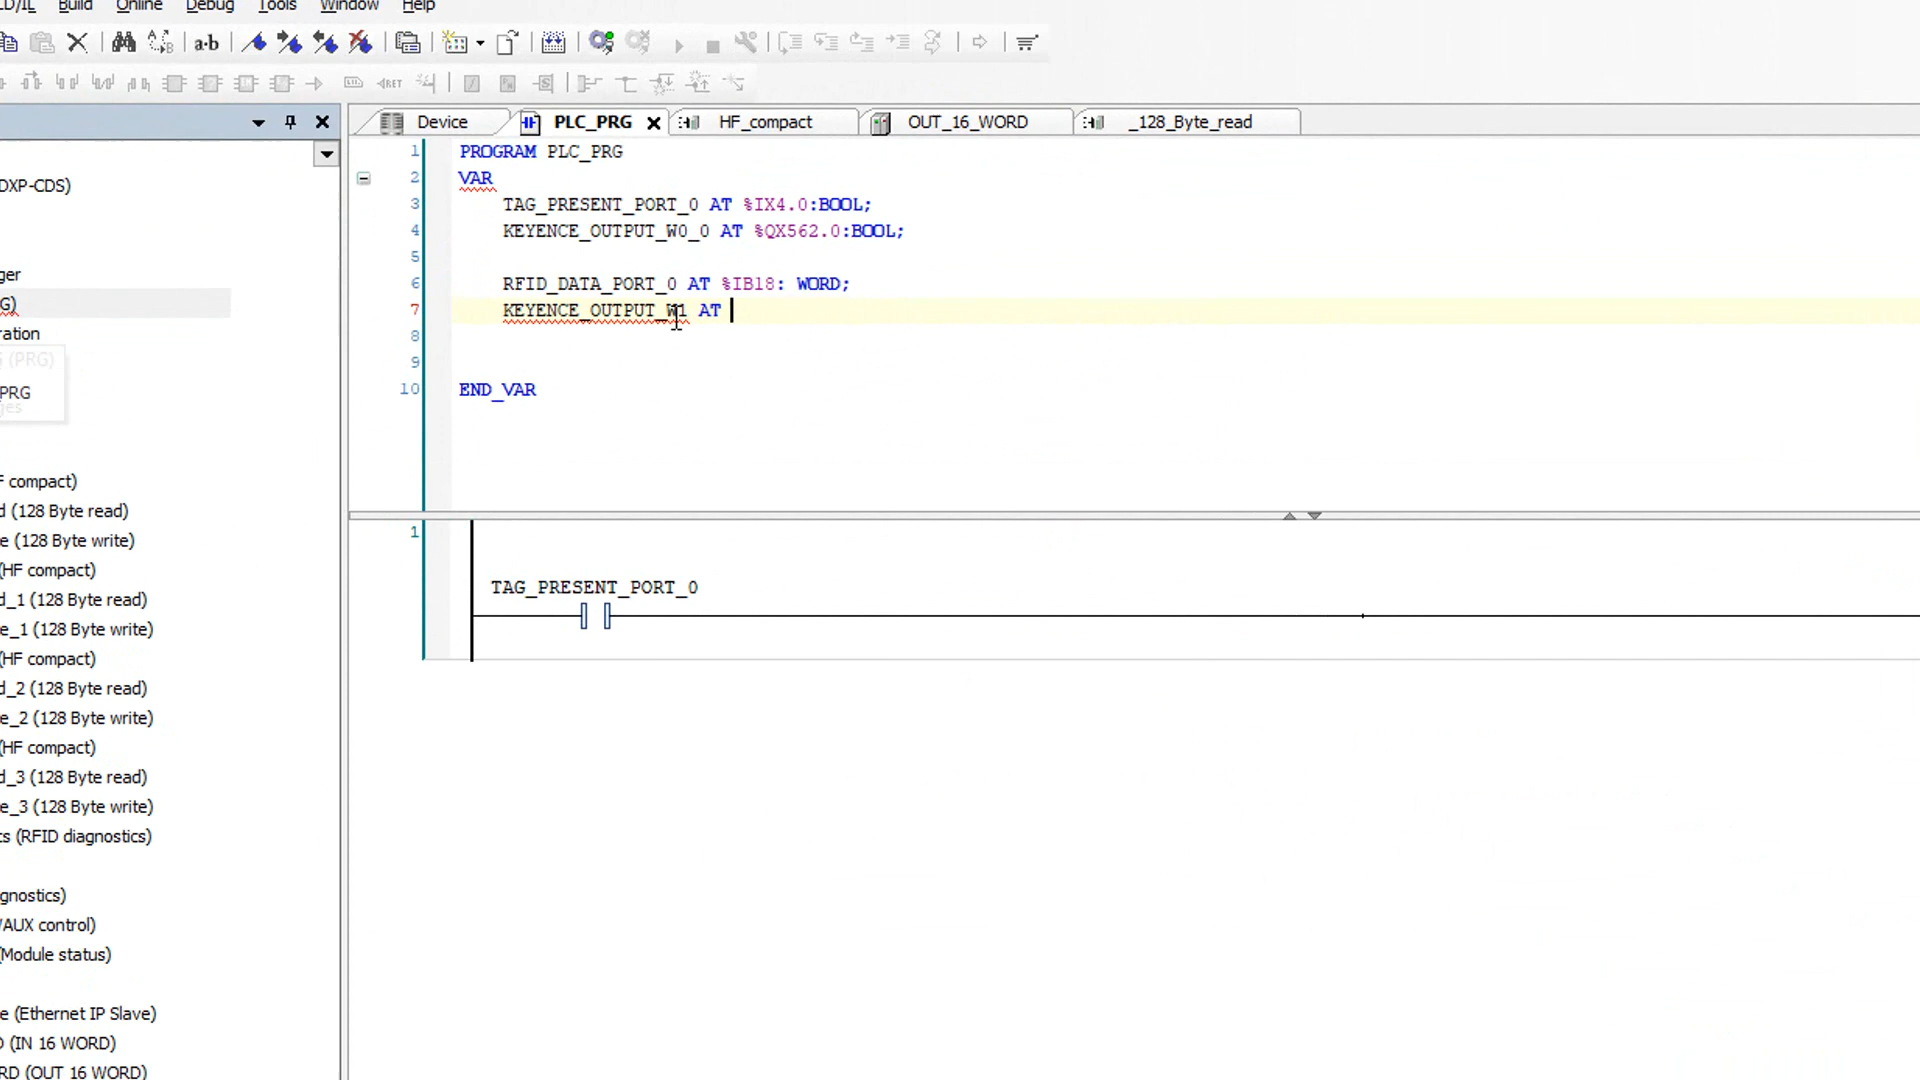 LD/IL Build Online Debug Tools Window Help
Device PLC_PRG HF_compact OUT_16_WORD _128_Byte_read
1 PROGRAM PLC_PRG
2 VAR
3 TAG_PRESENT_PORT_0 AT %IX4.0:BOOL;
4 KEYENCE_OUTPUT_W0_0 AT %QX562.0:BOOL;
5
6 RFID_DATA_PORT_0 AT %IB18: WORD;
7 KEYENCE_OUTPUT_W1 AT
8
9
10 END_VAR
1
TAG_PRESENT_PORT_0
DXP-CDS)
ger
G)
ration
G (PRG)
PRG
ges
F compact)
d (128 Byte read)
e (128 Byte write)
(HF compact)
d_1 (128 Byte read)
e_1 (128 Byte write)
(HF compact)
d_2 (128 Byte read)
e_2 (128 Byte write)
(HF compact)
d_3 (128 Byte read)
e_3 (128 Byte write)
cs (RFID diagnostics)
gnostics)
/AUX control)
(Module status)
e (Ethernet IP Slave)
D (IN 16 WORD)
RD (OUT 16 WORD)